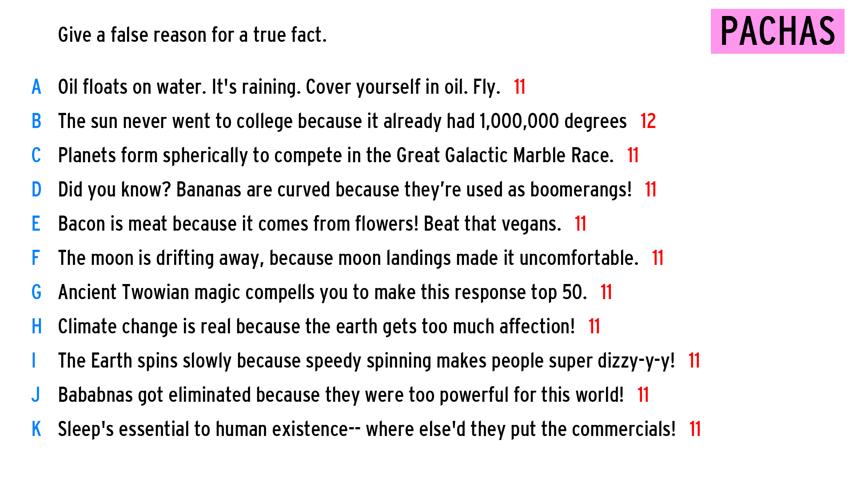 Give a false reason for a true fact.
PACHAS
A Oil floats on water. It's raining. Cover yourself in oil. Fly. 11
B The sun never went to college because it already had 1,000,000 degrees 12
C Planets form spherically to compete in the Great Galactic Marble Race. 11
D Did you know? Bananas are curved because they’re used as boomerangs! 11
E Bacon is meat because it comes from flowers! Beat that vegans. 11
F The moon is drifting away, because moon landings made it uncomfortable. 11
G Ancient Twowian magic compells you to make this response top 50. 11
H Climate change is real because the earth gets too much affection! 11
I The Earth spins slowly because speedy spinning makes people super dizzy-y-y! 11
J Bababnas got eliminated because they were too powerful for this world! 11
K Sleep's essential to human existence-- where else'd they put the commercials! 11